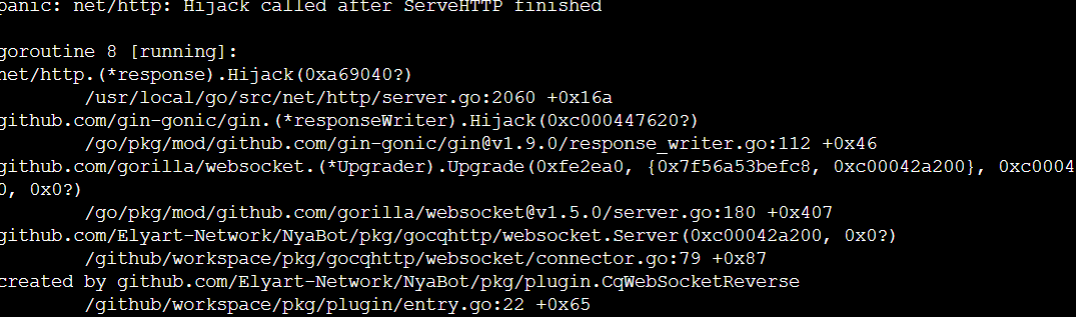 panic: net/http: Hijack called after ServeHTTP finished
goroutine 8 [running]:
net/http.(*response).Hijack(0xa69040?)
/usr/local/go/src/net/http/server.go:2060 +0x16a
github.com/gin-gonic/gin.(*responseWriter).Hijack(0xc000447620?)
/go/pkg/mod/github.com/gin-gonic/gin@v1.9.0/response_writer.go:112 +0x46
github.com/gorilla/websocket.(*Upgrader).Upgrade(0xfe2ea0, {0x7f56a53befc8, 0xc00042a200}, 0xc0004
0, 0x0?)
/go/pkg/mod/github.com/gorilla/websocket@v1.5.0/server.go:180 +0x407
github.com/Elyart-Network/NyaBot/pkg/gocqhttp/websocket.Server(0xc00042a200, 0x0?)
/github/workspace/pkg/gocqhttp/websocket/connector.go:79 +0x87
created by github.com/Elyart-Network/NyaBot/pkg/plugin.CqWebSocketReverse
/github/workspace/pkg/plugin/entry.go:22 +0x65